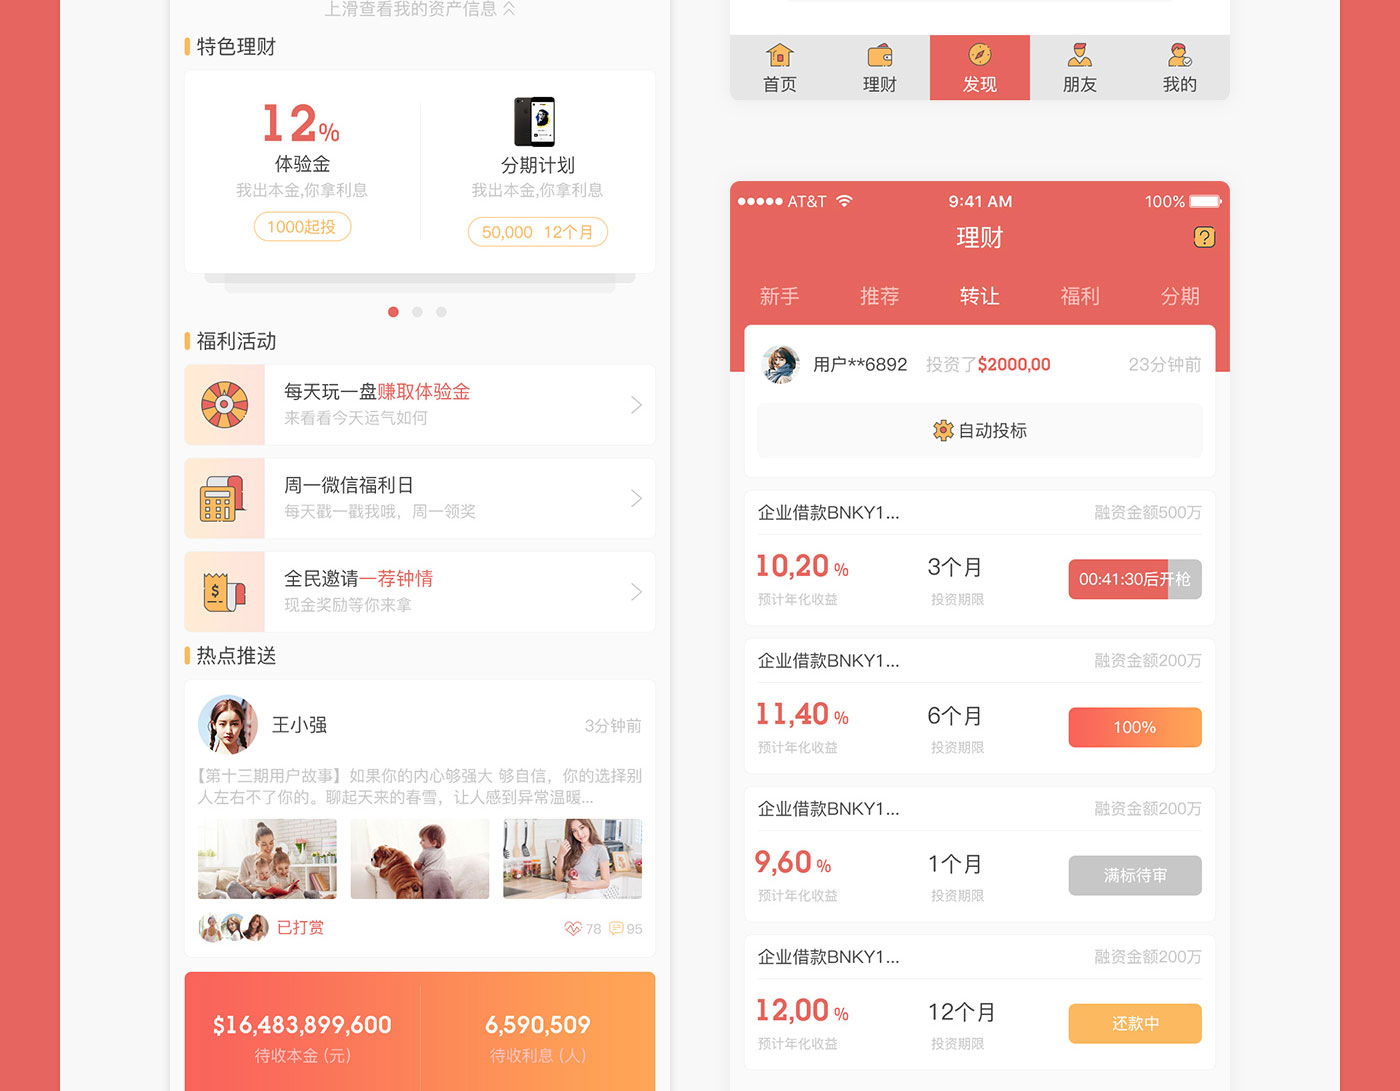 上滑查看我的资产信息
特色理财
12%
体验金
我出本金,你拿利息
1000起投
分期计划
我出本金,你拿利息
50,000 12个月
福利活动
每天玩一盘赚取体验金
来看看今天运气如何
周一微信福利日
每天戳一戳我哦，周一领奖
全民邀请一荐钟情
现金奖励等你来拿
热点推送
王小强
3分钟前
【第十三期用户故事】如果你的内心够强大 够自信，你的选择别
人左右不了你的。聊起天来的春雪，让人感到异常温暖...
已打赏
78
95
$16,483,899,600
待收本金 (元)
6,590,509
待收利息 (人)
首页
理财
发现
朋友
我的
AT&T
9:41 AM
100%
理财
?
新手
推荐
转让
福利
分期
用户**6892 投资了$2000,00
23分钟前
自动投标
企业借款BNKY1...
融资金额500万
10,20 %
预计年化收益
3个月
投资期限
00:41:30后开枪
企业借款BNKY1...
融资金额200万
11,40 %
预计年化收益
6个月
投资期限
100%
企业借款BNKY1...
融资金额200万
9,60 %
预计年化收益
1个月
投资期限
满标待审
企业借款BNKY1...
融资金额200万
12,00 %
预计年化收益
12个月
投资期限
还款中